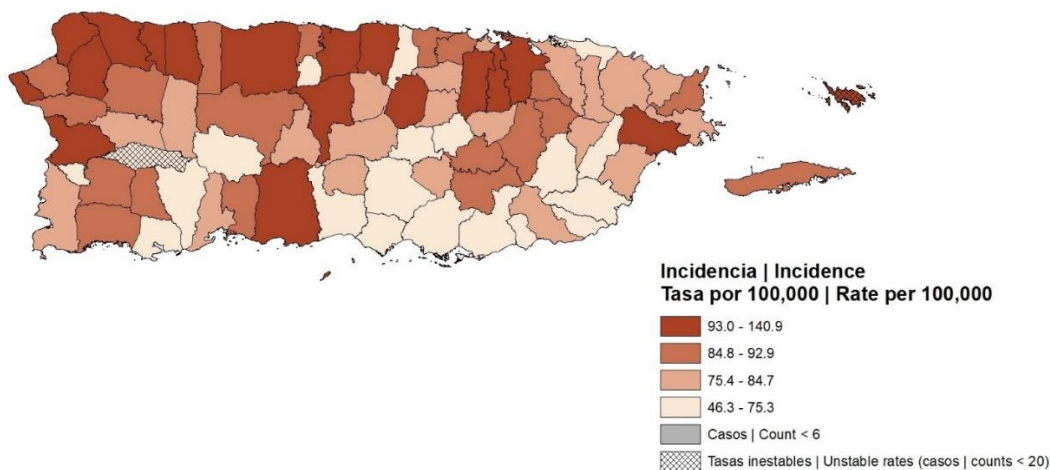 Incidencia | Incidence
Tasa por 100,000 | Rate per 100,000
93.0 - 140.9
84.8 - 92.9
75.4 - 84.7
46.3 - 75.3
Casos | Count < 6
Tasas inestables | Unstable rates (casos | counts < 20)